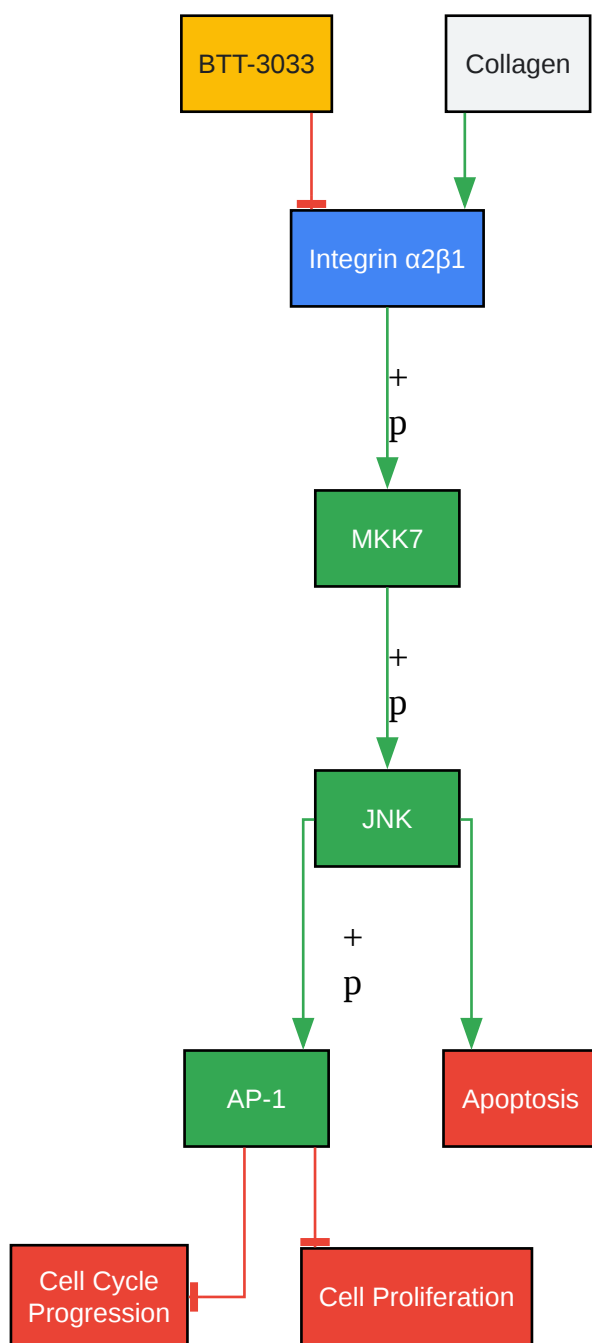 BTT-3033
Collagen
Integrin α2β1
+
p
MKK7
+
p
JNK
+
p
AP-1
Apoptosis
Cell Cycle
Progression
Cell Proliferation